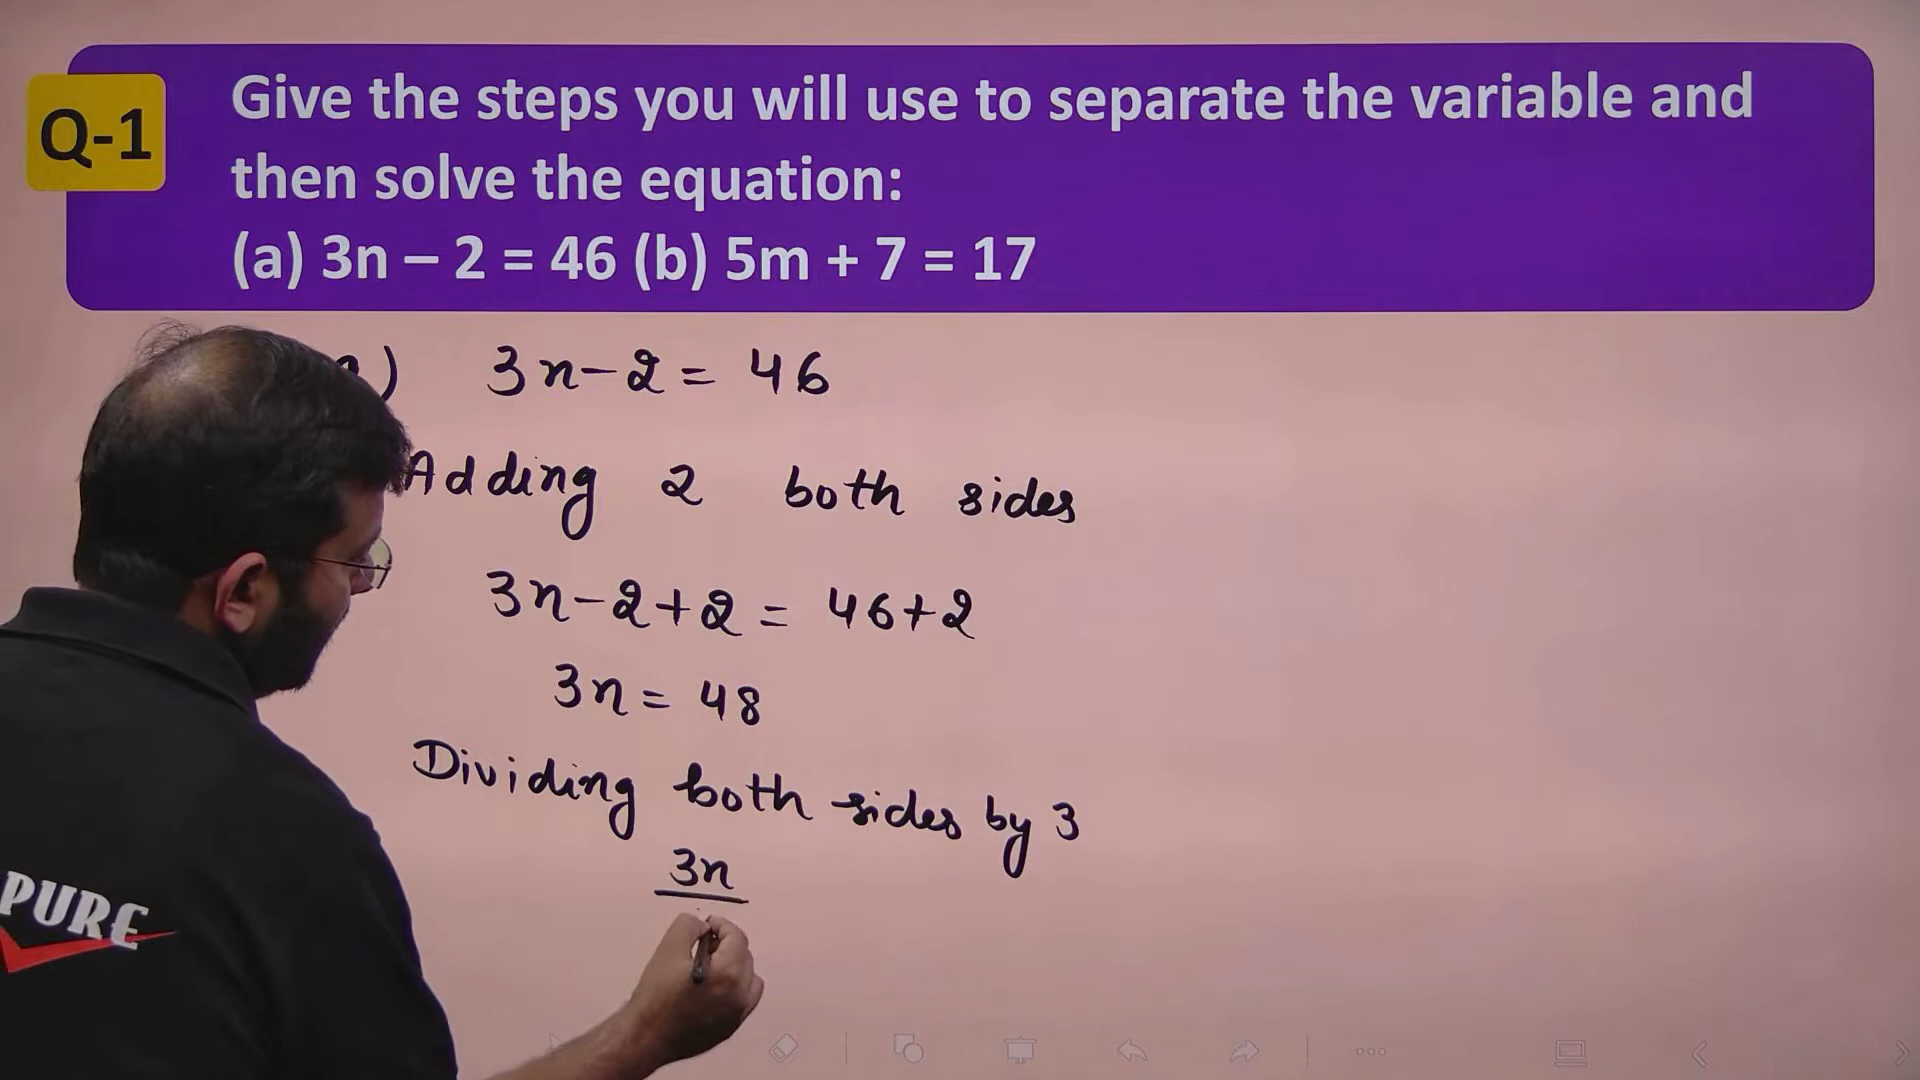 Q-1
Give the steps you will use to separate the variable and
then solve the equation:
(a) 3n – 2 = 46 (b) 5m + 7 = 17
) 3n-2 = 46
Adding 2 both sides
3n-2+2 = 46+2
3n = 48
Dividing both sides by 3
3n
PURE